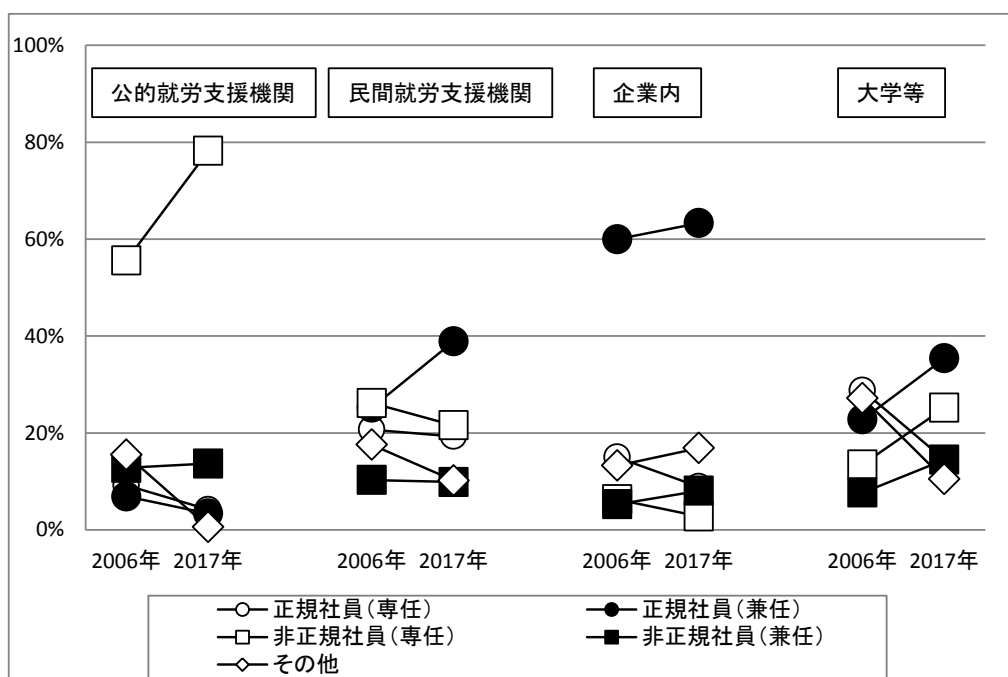 100%
公的就労支援機関 民間就労支援機関 企業内 大学等
80%
60%
40%
20%
0%
2006年 2017年 2006年 2017年 2006年 2017年 2006年 2017年
正規社員（専任） 正規社員（兼任）
非正規社員（専任） 非正規社員（兼任）
その他